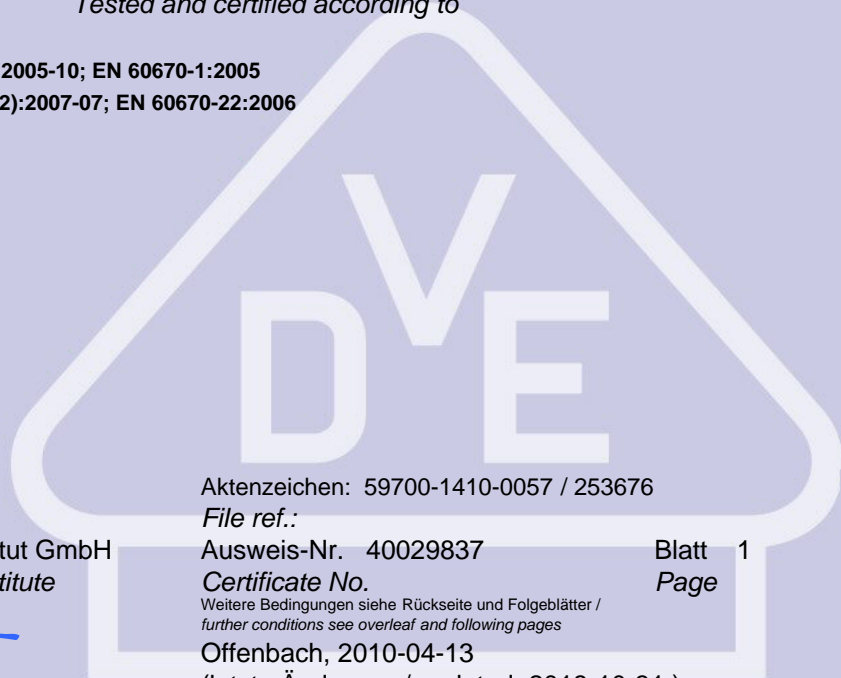 Tested and certified according to
2005-10; EN 60670-1:2005
2):2007-07; EN 60670-22:2006
VDE
Aktenzeichen: 59700-1410-0057 / 253676
File ref.:
tut GmbH Ausweis-Nr. 40029837 Blatt 1
titute Certificate No. Page
Weitere Bedingungen siehe Rückseite und Folgeblätter /
further conditions see overleaf and following pages
Offenbach, 2010-04-13